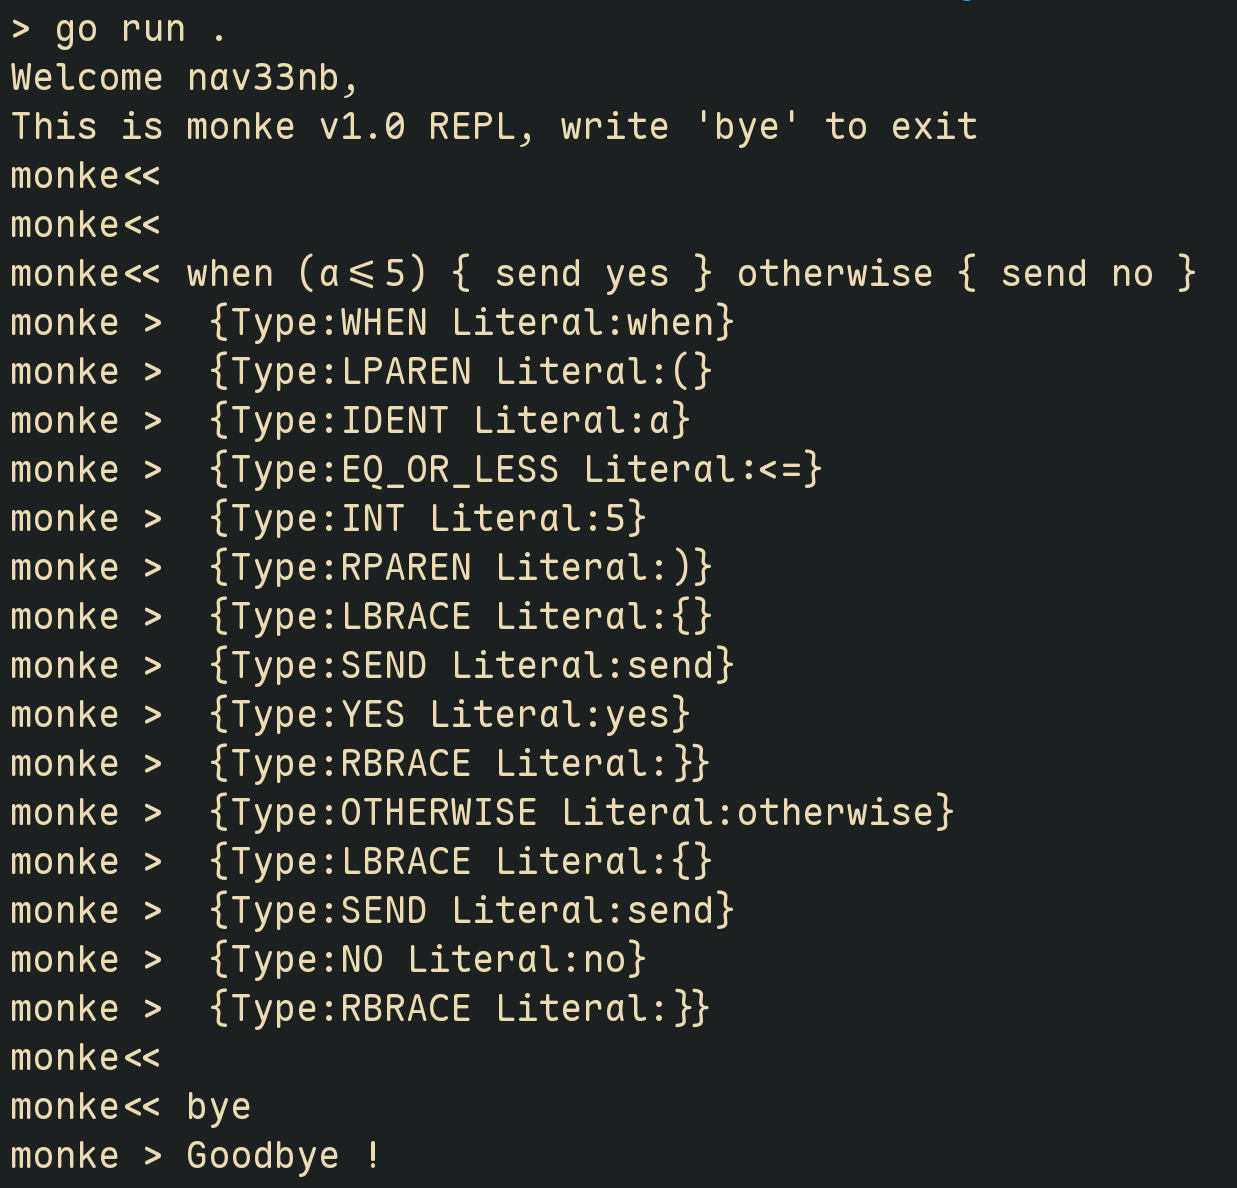 > go run .
Welcome nav33nb,
This is monke v1.0 REPL, write 'bye' to exit
monke<<
monke<<
monke<< when (a<=5) { send yes } otherwise { send no }
monke >  {Type:WHEN Literal:when}
monke >  {Type:LPAREN Literal:(}
monke >  {Type:IDENT Literal:a}
monke >  {Type:EQ_OR_LESS Literal:<=}
monke >  {Type:INT Literal:5}
monke >  {Type:RPAREN Literal:)}
monke >  {Type:LBRACE Literal:{}
monke >  {Type:SEND Literal:send}
monke >  {Type:YES Literal:yes}
monke >  {Type:RBRACE Literal:}}
monke >  {Type:OTHERWISE Literal:otherwise}
monke >  {Type:LBRACE Literal:{}
monke >  {Type:SEND Literal:send}
monke >  {Type:NO Literal:no}
monke >  {Type:RBRACE Literal:}}
monke<<
monke<< bye
monke > Goodbye !